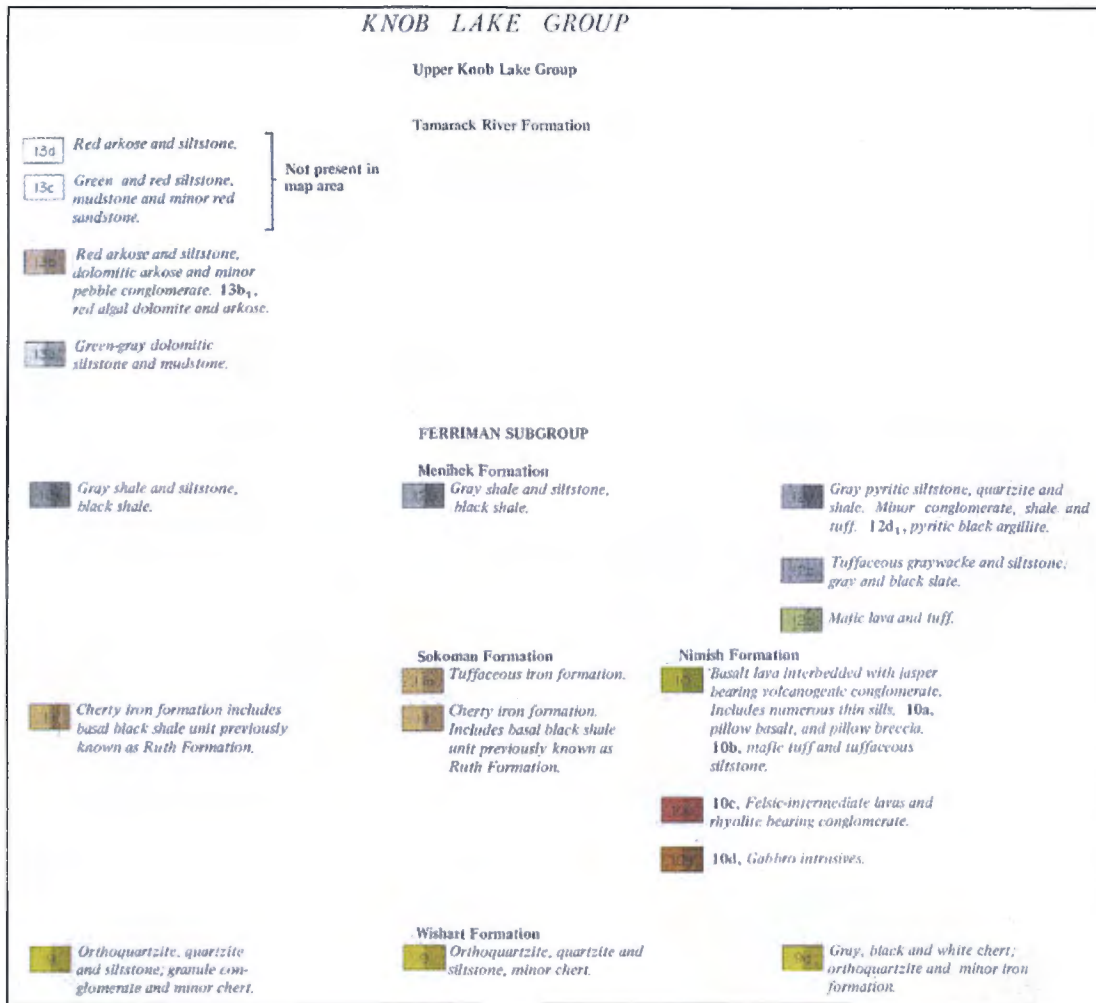 KNOB LAKE GROUP
Upper Knob Lake Group
Tamarack River Formation
13d
Red arkose and siltstone.
13c
Green and red siltstone,
mudstone and minor red
sandstone.
Not present in
map area
13b
Red arkose and siltstone,
dolomitic arkose and minor
pebble conglomerate. 13b1,
red algal dolomite and arkose.
13a
Green-gray dolomitic
siltstone and mudstone.
FERRIMAN SUBGROUP
Menihek Formation
Gray shale and siltstone,
black shale.
Gray shale and siltstone,
black shale.
Gray pyritic siltstone, quartzite and
shale. Minor conglomerate, shale and
tuff. 12d1, pyritic black argillite.
Tuffaceous graywacke and siltstone;
gray and black slate.
Mafic lava and tuff.
Sokoman Formation
Tuffaceous iron formation.
Cherty iron formation includes
basal black shale unit previously
known as Ruth Formation.
Cherty iron formation.
Includes basal black shale
unit previously known as
Ruth Formation.
Nimish Formation
10
Basalt lava interbedded with jasper
bearing volcanogenic conglomerate.
Includes numerous thin sills. 10a,
pillow basalt, and pillow breccia.
10b, mafic tuff and tuffaceous
siltstone.
10c, Felsic-intermediate lavas and
rhyolite bearing conglomerate.
10d, Gabbro intrusives.
Wishart Formation
9
Orthoquartzite, quartzite
and siltstone; granule con-
glomerate and minor chert.
9
Orthoquartzite, quartzite and
siltstone, minor chert.
Gray, black and white chert;
orthoquartzite and minor iron
formation.